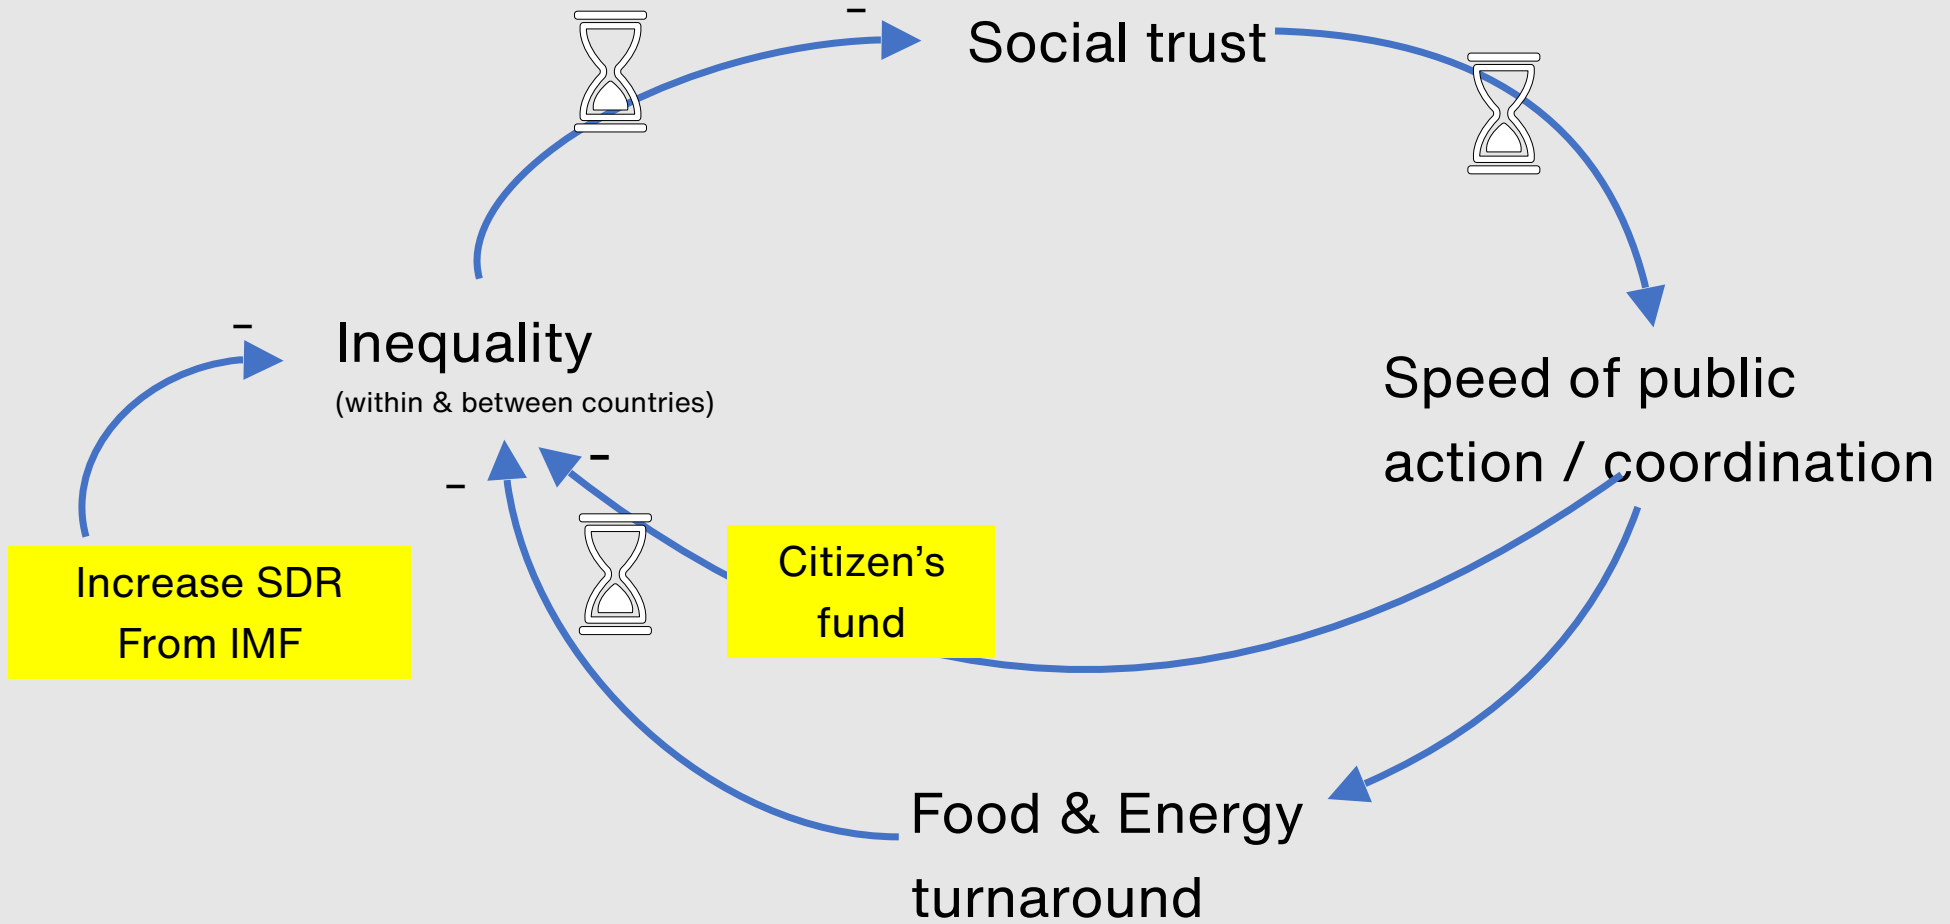 –
Social trust
–
Inequality
(within & between countries)
Speed of public
action / coordination
–
–
Increase SDR
From IMF
Citizen’s
fund
Food & Energy
turnaround